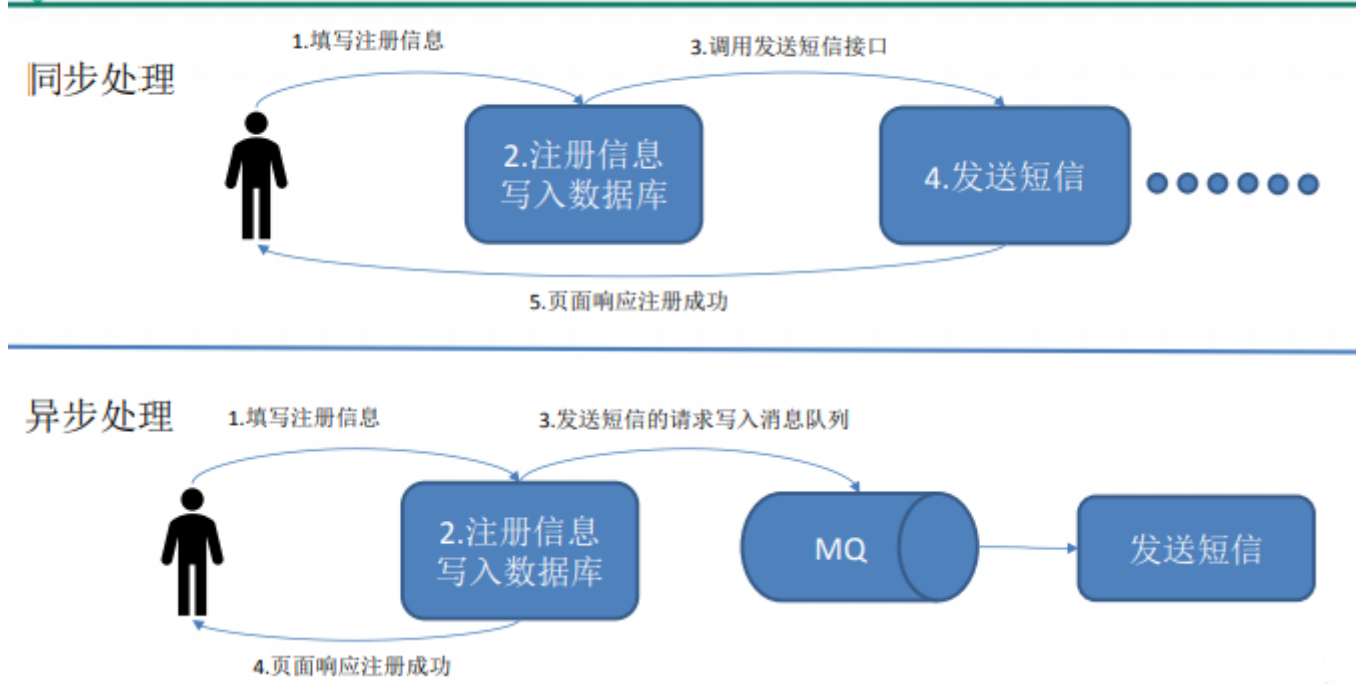 1.填写注册信息
3.调用发送短信接口
同步处理
2.注册信息
写入数据库
4.发送短信
5.页面响应注册成功
异步处理
1.填写注册信息
3.发送短信的请求写入消息队列
2.注册信息
写入数据库
MQ
发送短信
4.页面响应注册成功